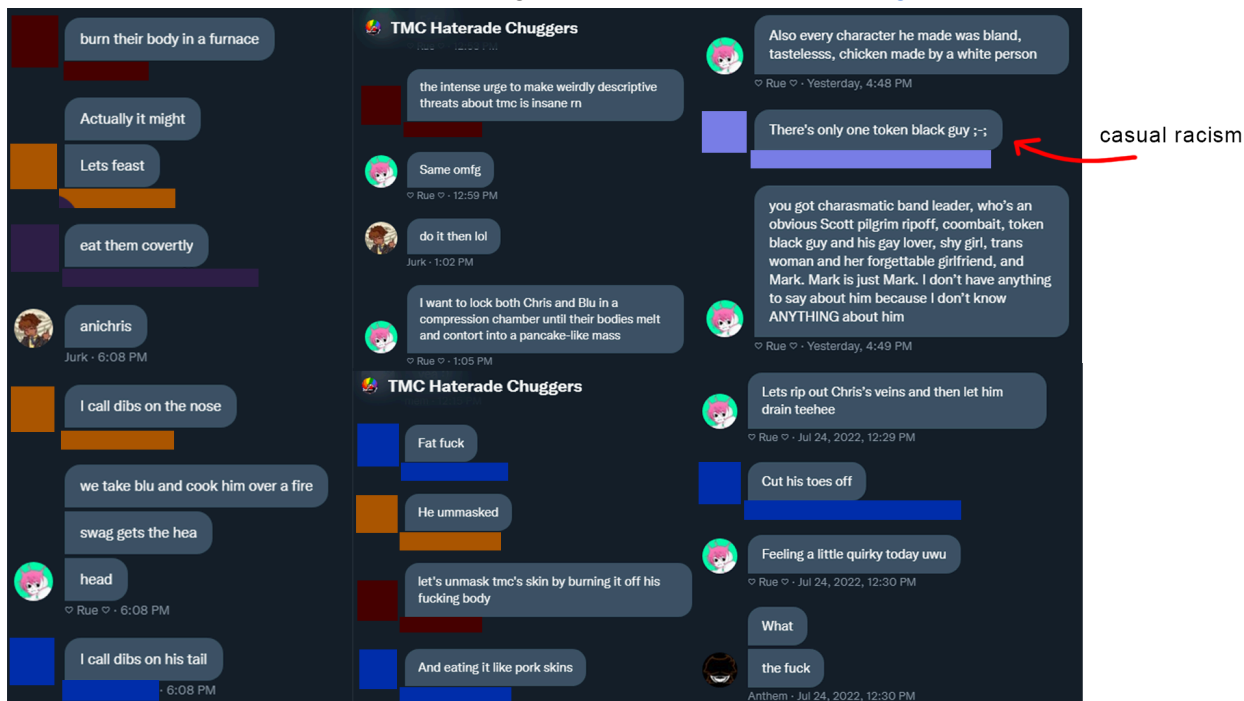 burn their body in a furnace
Actually it might
Lets feast
eat them covertly
anichris
Jurk · 6:08 PM
I call dibs on the nose
we take blu and cook him over a fire
swag gets the hea
head
♡ Rue ♡ · 6:08 PM
I call dibs on his tail
· 6:08 PM
TMC Haterade Chuggers
the intense urge to make weirdly descriptive
threats about tmc is insane rn
Same omfg
♡ Rue ♡ · 12:59 PM
do it then lol
Jurk · 1:02 PM
I want to lock both Chris and Blu in a
compression chamber until their bodies melt
and contort into a pancake-like mass
♡ Rue ♡ · 1:05 PM
TMC Haterade Chuggers
Fat fuck
He ummasked
let's unmask tmc's skin by burning it off his
fucking body
And eating it like pork skins
Also every character he made was bland,
tastelesss, chicken made by a white person
♡ Rue ♡ · Yesterday, 4:48 PM
There's only one token black guy ;-;
casual racism
you got charasmatic band leader, who's an
obvious Scott pilgrim ripoff, coombait, token
black guy and his gay lover, shy girl, trans
woman and her forgettable girlfriend, and
Mark. Mark is just Mark. I don't have anything
to say about him because I don't know
ANYTHING about him
♡ Rue ♡ · Yesterday, 4:49 PM
Lets rip out Chris's veins and then let him
drain teehee
♡ Rue ♡ · Jul 24, 2022, 12:29 PM
Cut his toes off
Feeling a little quirky today uwu
♡ Rue ♡ · Jul 24, 2022, 12:30 PM
What
the fuck
Anthem · Jul 24, 2022, 12:30 PM